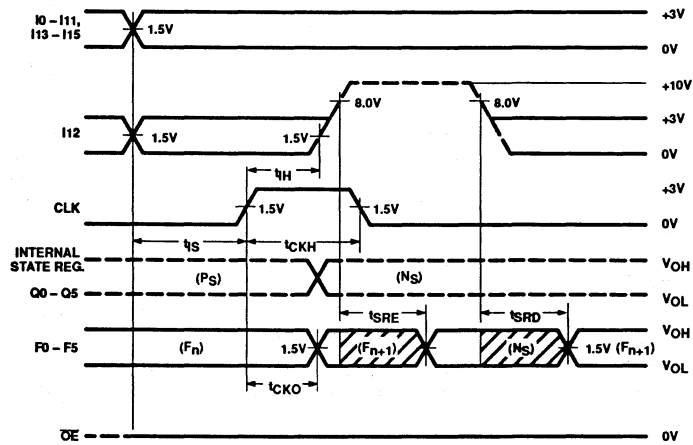 I0 – I11,
I13 – I15
1.5V
+3V
0V
+10V
8.0V
8.0V
+3V
I12
1.5V
1.5V
0V
tIH
+3V
CLK
1.5V
1.5V
0V
tIS
tCKH
INTERNAL
STATE REG.
VOH
(PS)
(NS)
Q0 – Q5
VOL
tSRE
tSRD
VOH
F0 – F5
(Fn)
1.5V
(Fn+1)
(NS)
1.5V (Fn+1)
VOL
tCKO
OE
0V